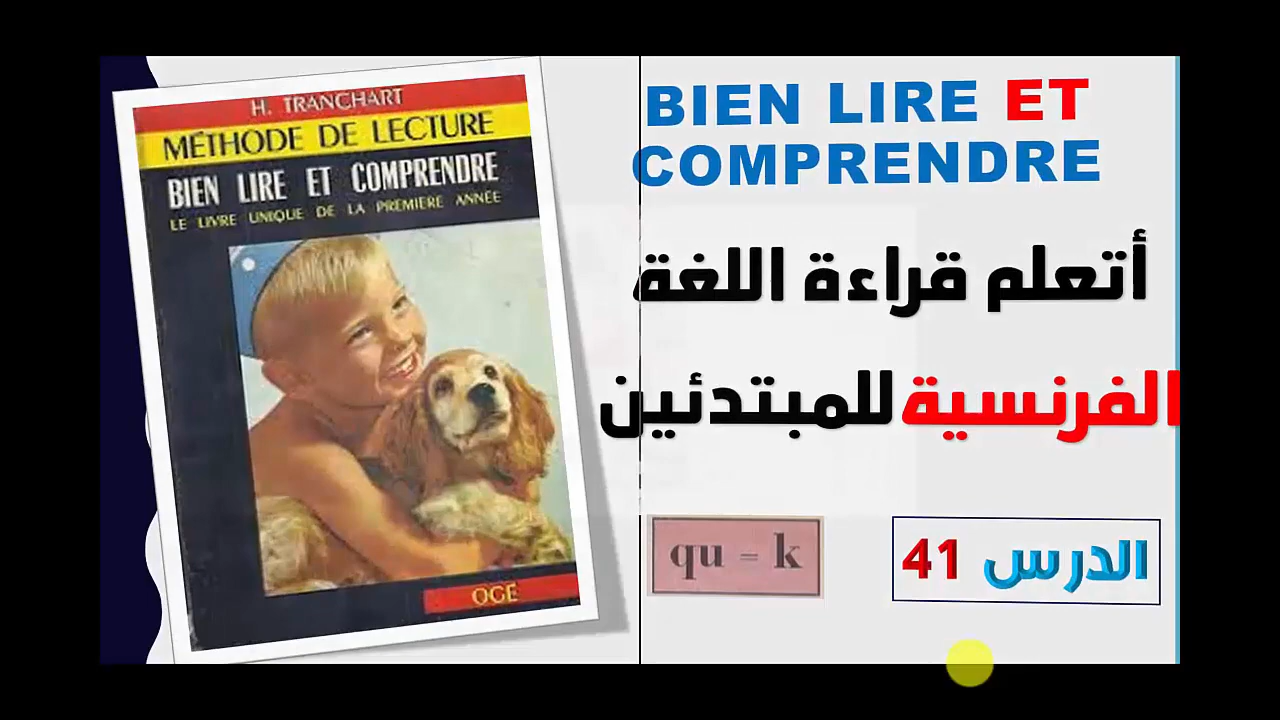 H. TRANCHART
MÉTHODE DE LECTURE
BIEN LIRE ET COMPRENDRE
LE LIVRE UNIQUE DE LA PREMIÈRE ANNÉE
OGÉ
BIEN LIRE ET
COMPRENDRE
أتعلم قراءة اللغة
الفرنسية للمبتدئين
qu = k
الدرس 41